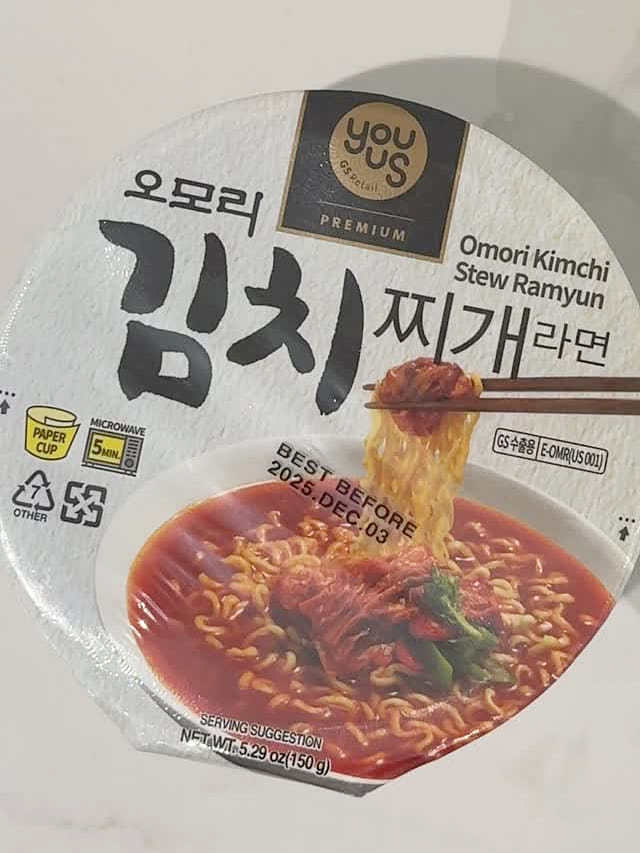 you
us
GS Retail
PREMIUM
오모리
김치찌개라면
Omori Kimchi
Stew Ramyun
PAPER
CUP
MICROWAVE
5MIN.
7
OTHER
GS수출용 E-OMR(US001)
BEST BEFORE
2025.DEC.03
SERVING SUGGESTION
NET WT. 5.29 oz(150 g)